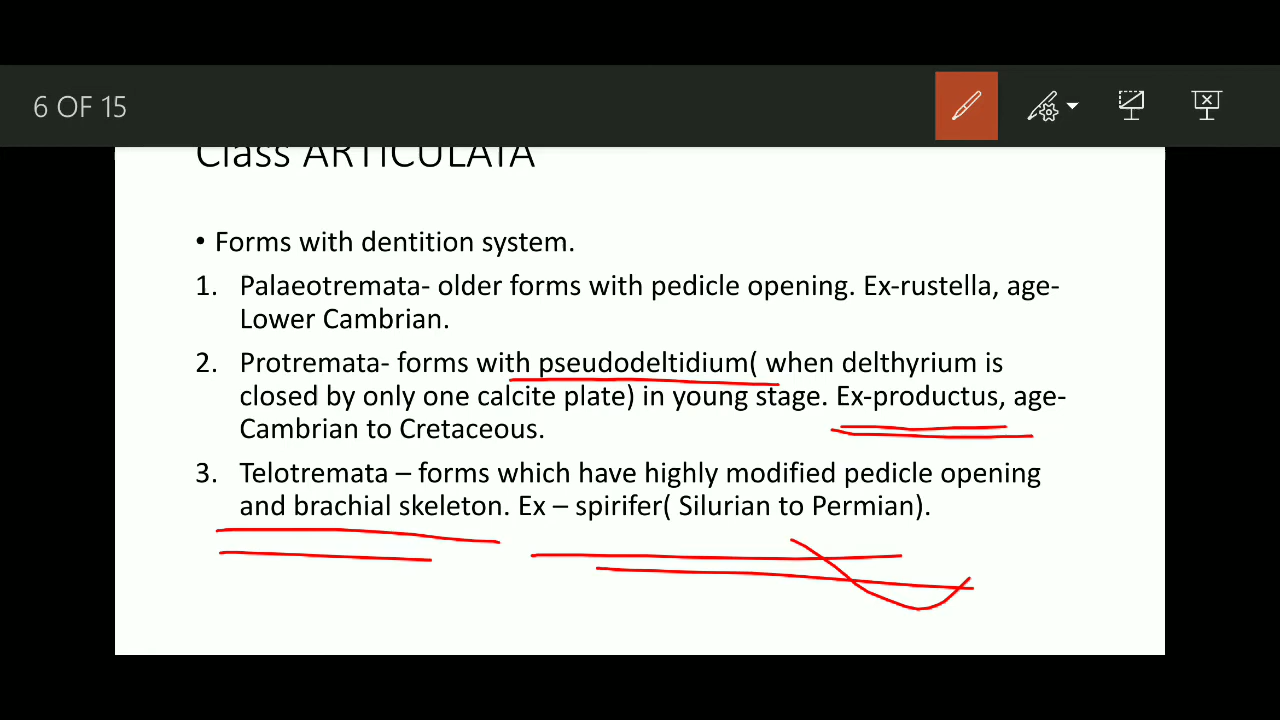 6 OF 15
Class ARTICULATA
• Forms with dentition system.
1. Palaeotremata- older forms with pedicle opening. Ex-rustella, age-
Lower Cambrian.
2. Protremata- forms with pseudodeltidium( when delthyrium is
closed by only one calcite plate) in young stage. Ex-productus, age-
Cambrian to Cretaceous.
3. Telotremata – forms which have highly modified pedicle opening
and brachial skeleton. Ex – spirifer( Silurian to Permian).